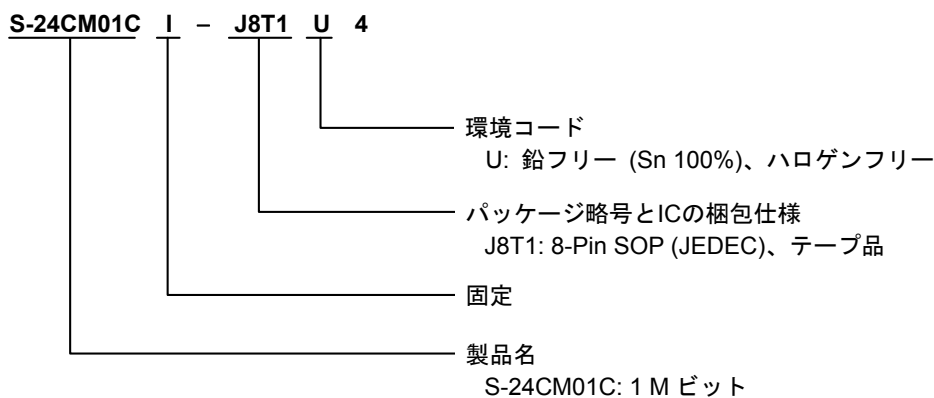 S-24CM01C I – J8T1 U 4
環境コード
U: 鉛フリー (Sn 100%)、ハロゲンフリー
パッケージ略号とICの梱包仕様
J8T1: 8-Pin SOP (JEDEC)、テープ品
固定
製品名
S-24CM01C: 1 M ビット